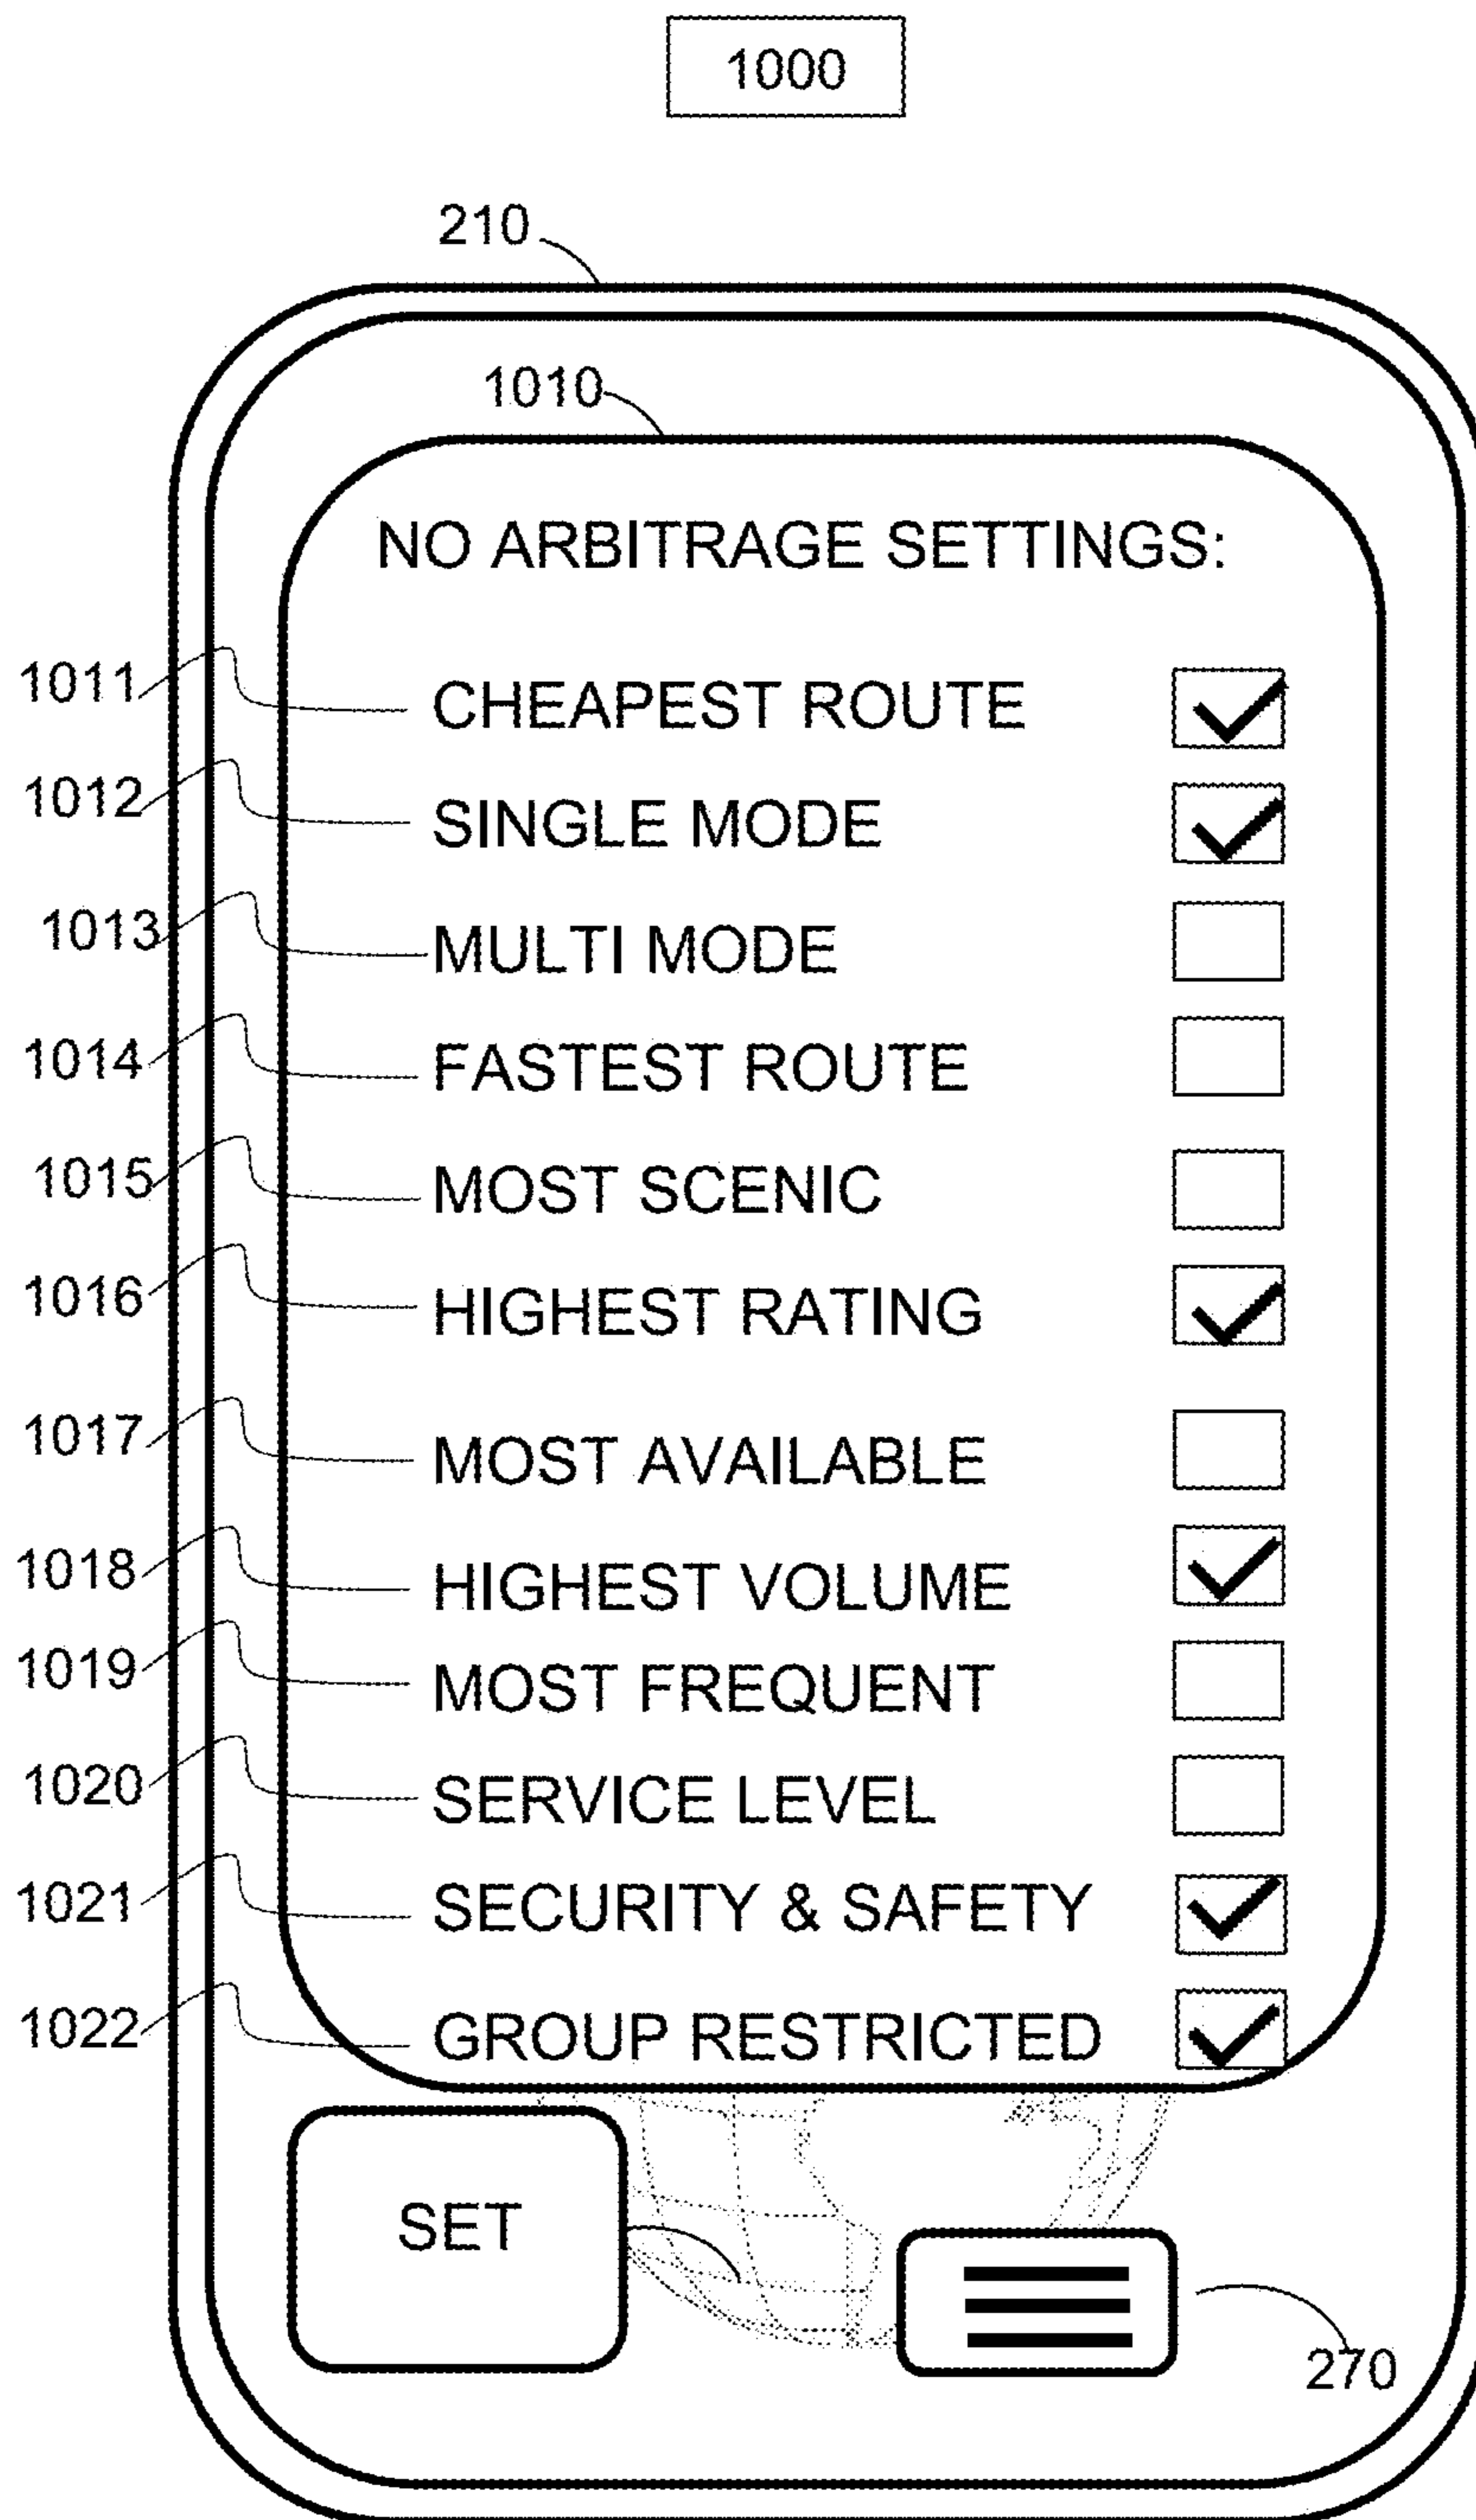 1000
210
1010
NO ARBITRAGE SETTINGS:
1011 CHEAPEST ROUTE
1012 SINGLE MODE
1013 MULTI MODE
1014 FASTEST ROUTE
1015 MOST SCENIC
1016 HIGHEST RATING
1017 MOST AVAILABLE
1018 HIGHEST VOLUME
1019 MOST FREQUENT
1020 SERVICE LEVEL
1021 SECURITY & SAFETY
1022 GROUP RESTRICTED
SET
270